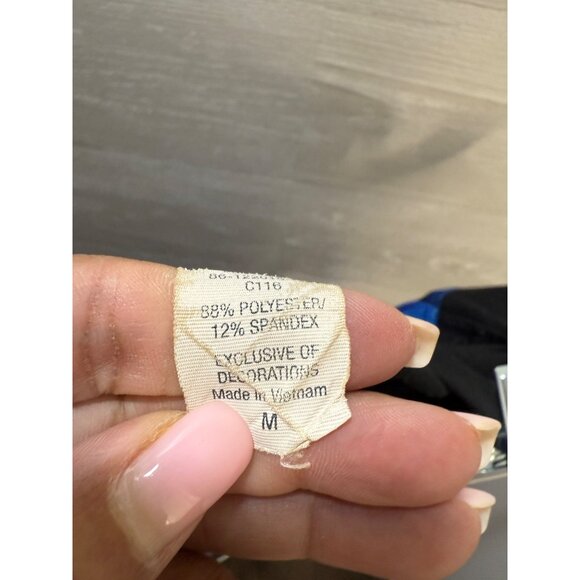 C116
88% POLYESTER/
12% SPANDEX
EXCLUSIVE OF
DECORATIONS
Made in Vietnam
M